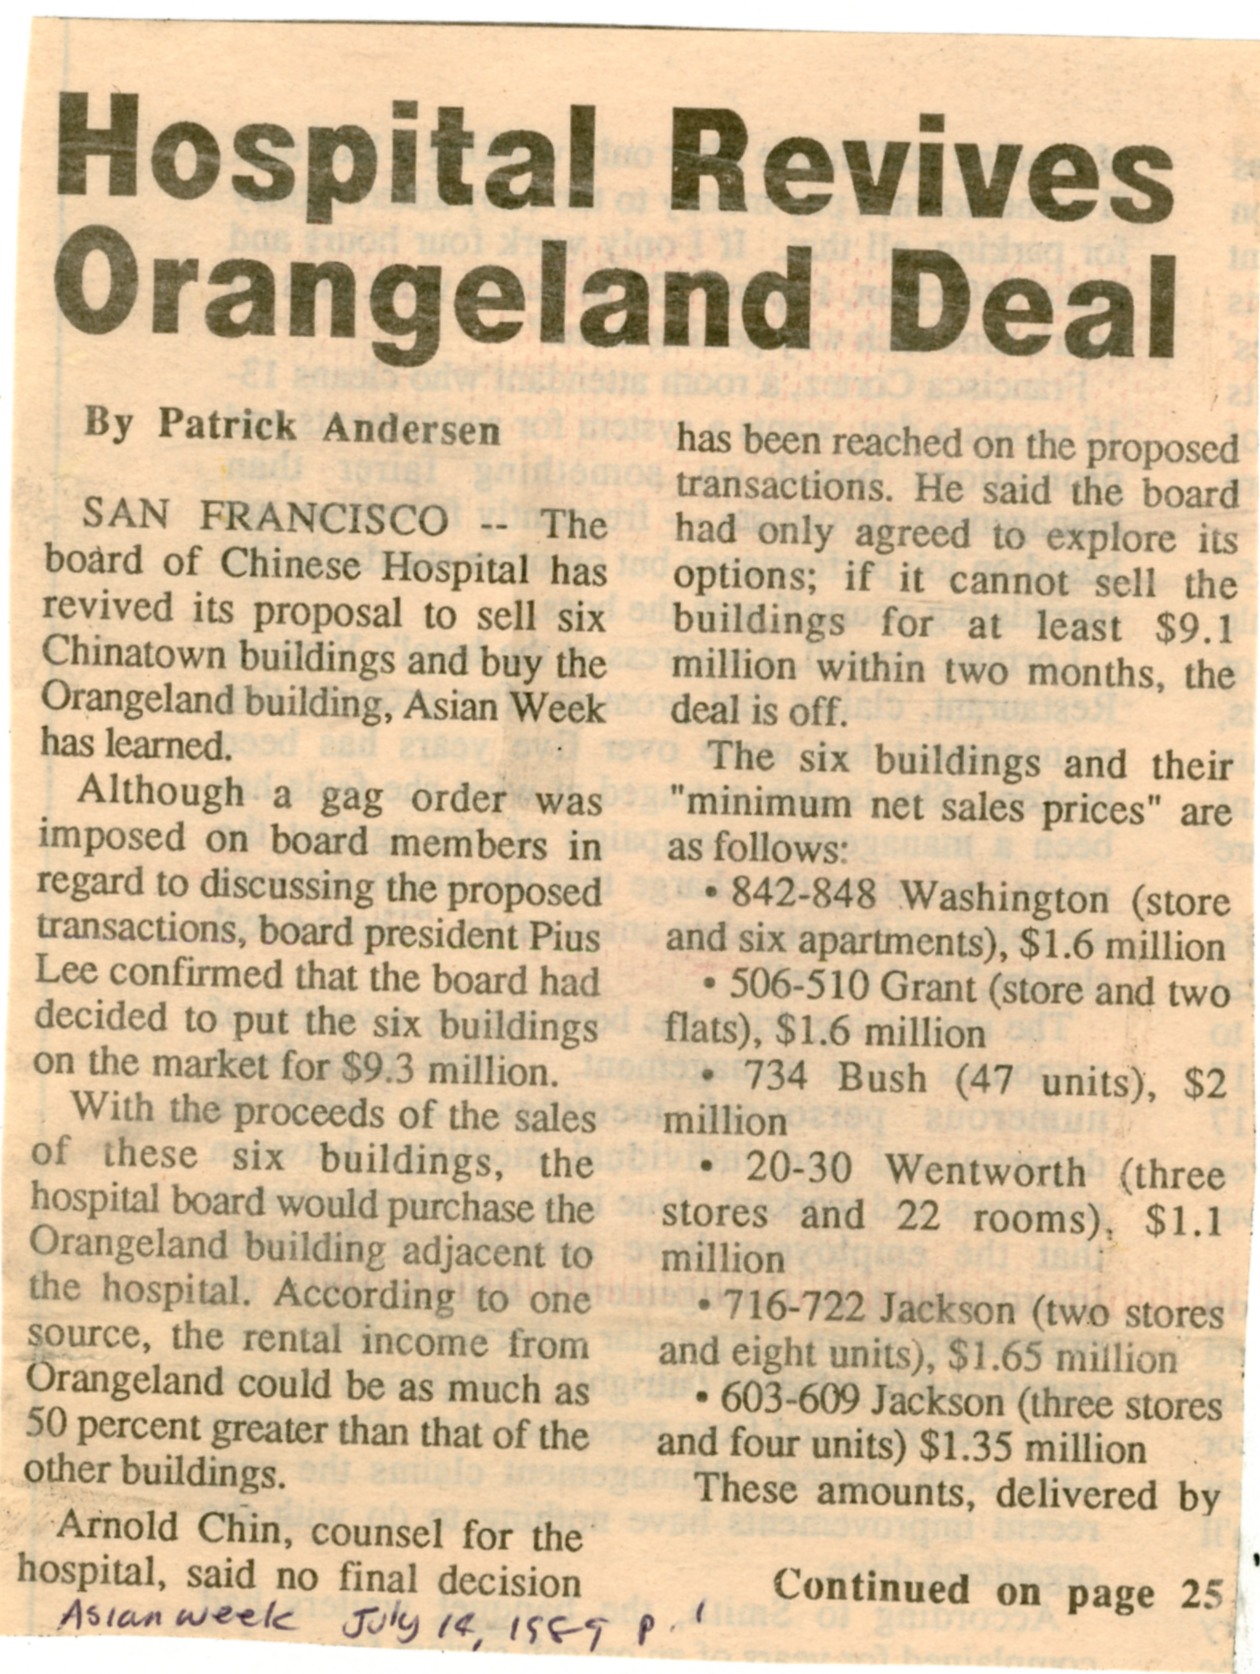 Hospital Revives
Orangeland Deal
By Patrick Andersen
SAN FRANCISCO -- The
board of Chinese Hospital has
revived its proposal to sell six
Chinatown buildings and buy the
Orangeland building, Asian Week
has learned.
Although a gag order was
imposed on board members in
regard to discussing the proposed
transactions, board president Pius
Lee confirmed that the board had
decided to put the six buildings
on the market for $9.3 million.
With the proceeds of the sales
of these six buildings, the
hospital board would purchase the
Orangeland building adjacent to
the hospital. According to one
source, the rental income from
Orangeland could be as much as
50 percent greater than that of the
other buildings.
Arnold Chin, counsel for the
hospital, said no final decision
has been reached on the proposed
transactions. He said the board
had only agreed to explore its
options; if it cannot sell the
buildings for at least $9.1
million within two months, the
deal is off.
The six buildings and their
"minimum net sales prices" are
as follows:
• 842-848 Washington (store
and six apartments), $1.6 million
• 506-510 Grant (store and two
flats), $1.6 million
• 734 Bush (47 units), $2
million
• 20-30 Wentworth (three
stores and 22 rooms), $1.1
million
• 716-722 Jackson (two stores
and eight units), $1.65 million
• 603-609 Jackson (three stores
and four units) $1.35 million
These amounts, delivered by
Continued on page 25
Asian week July 14, 1989 p. 1